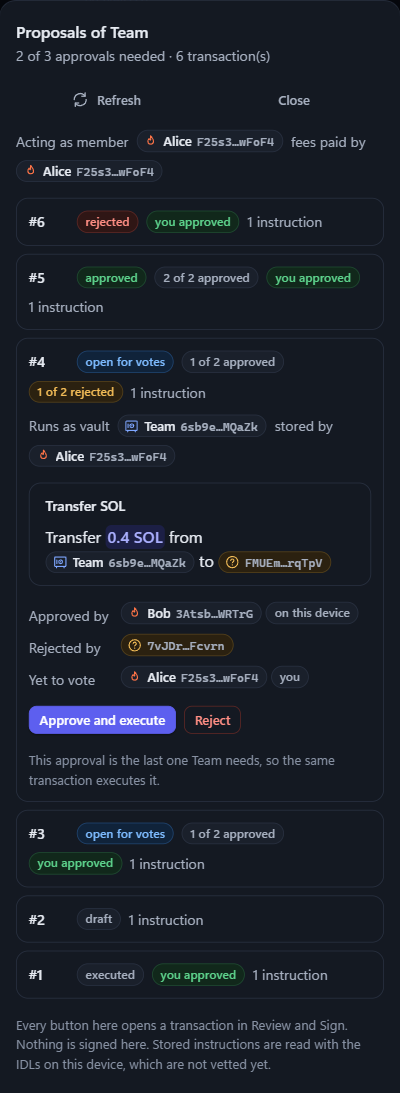 Proposals of Team
2 of 3 approvals needed · 6 transaction(s)
Refresh
Close
Acting as member Alice F25s3…wFoF4 fees paid by
Alice F25s3…wFoF4
#6 rejected you approved 1 instruction
#5 approved 2 of 2 approved you approved
1 instruction
#4 open for votes 1 of 2 approved
1 of 2 rejected 1 instruction
Runs as vault Team 6sb9e…MQaZk stored by
Alice F25s3…wFoF4
Transfer SOL
Transfer 0.4 SOL from
Team 6sb9e…MQaZk to FMUEm…rqTpV
Approved by Bob 3Atsb…WRTrG on this device
Rejected by 7vJDr…Fcvrn
Yet to vote Alice F25s3…wFoF4 you
Approve and execute Reject
This approval is the last one Team needs, so the same
transaction executes it.
#3 open for votes 1 of 2 approved
you approved 1 instruction
#2 draft 1 instruction
#1 executed you approved 1 instruction
Every button here opens a transaction in Review and Sign.
Nothing is signed here. Stored instructions are read with the
IDLs on this device, which are not vetted yet.